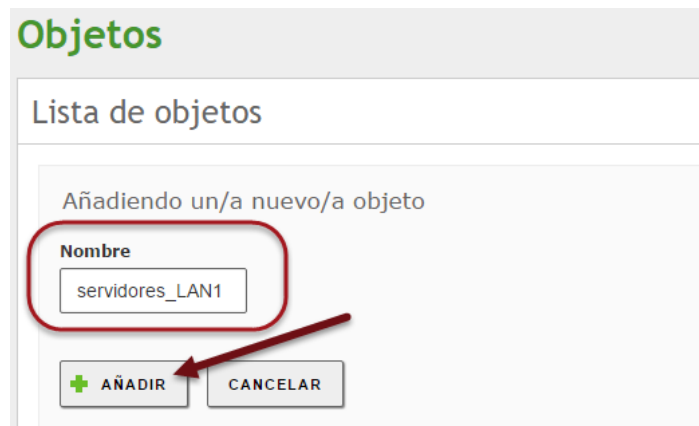 Objetos
Lista de objetos
Añadiendo un/a nuevo/a objeto
Nombre
servidores_LAN1
AÑADIR CANCELAR